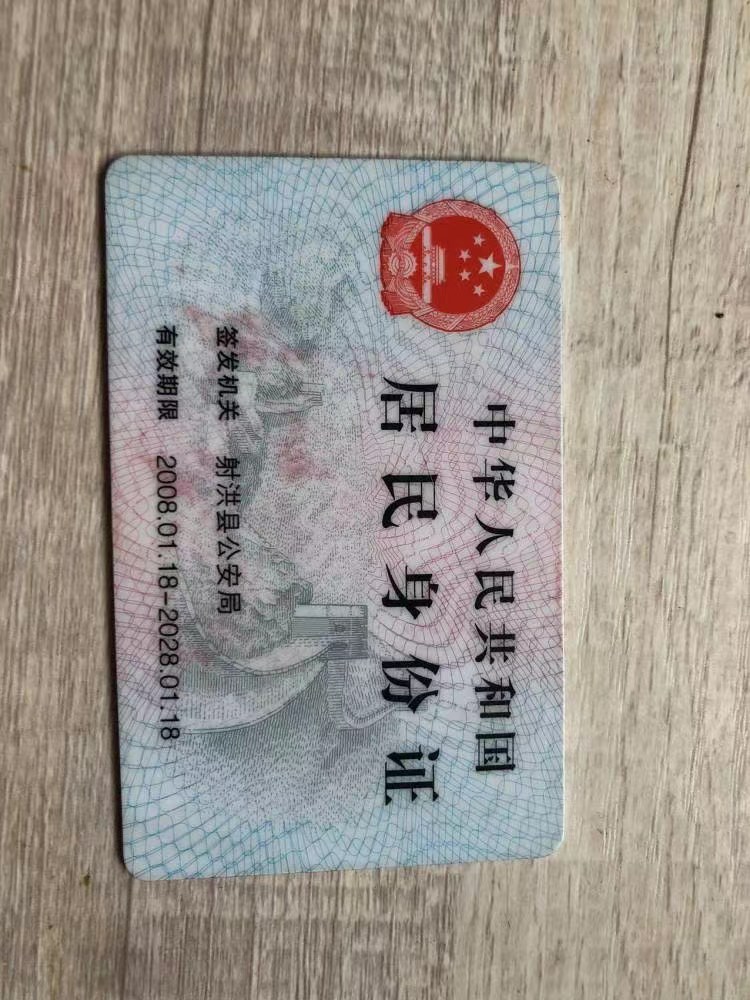 中华人民共和国
居民身份证
签发机关 射洪县公安局
有效期限 2008.01.18-2028.01.18